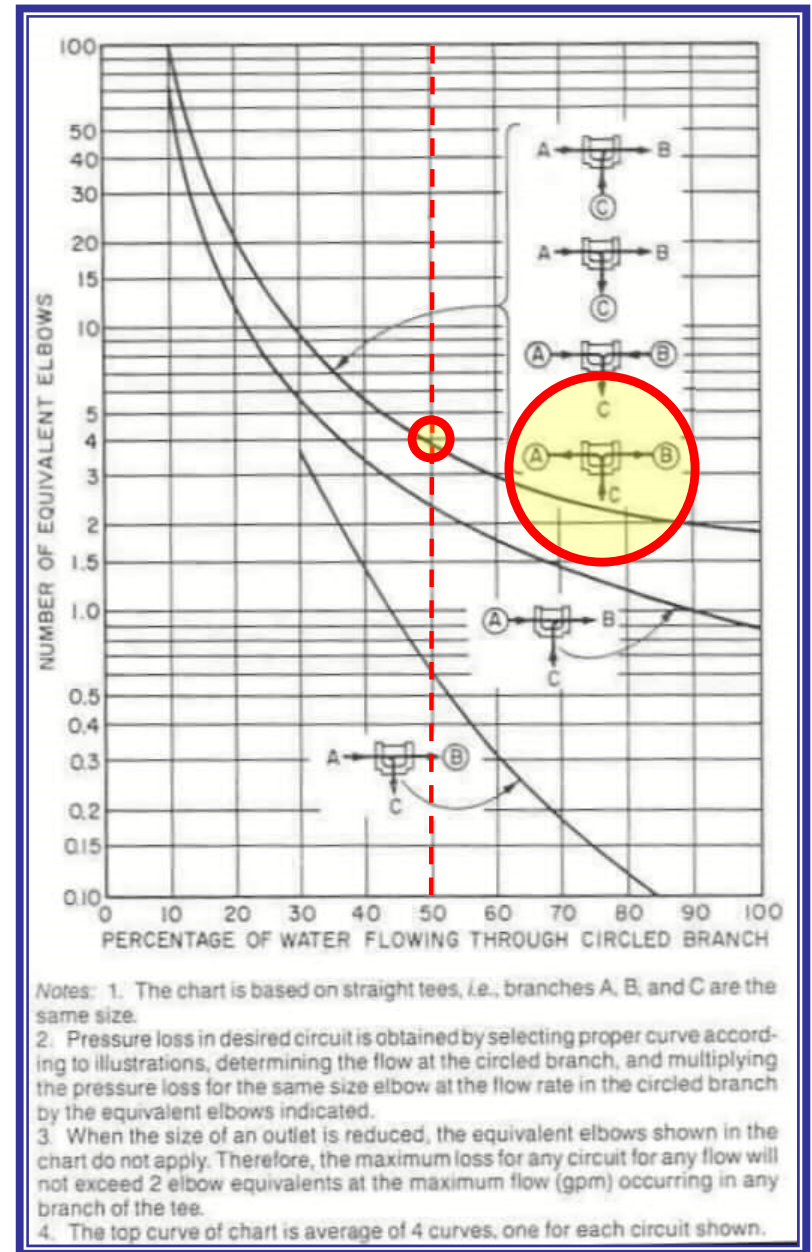 100
50
40
30
20
15
10
5
4
3
2
1.5
1.0
0.5
0.4
0.3
0.2
0.15
0.10
NUMBER OF EQUIVALENT ELBOWS
A B
C
A B
C
A B
C
A B
C
A B
C
A B
C
0 10 20 30 40 50 60 70 80 90 100
PERCENTAGE OF WATER FLOWING THROUGH CIRCLED BRANCH
Notes: 1. The chart is based on straight tees, i.e., branches A, B, and C are the
same size.
2. Pressure loss in desired circuit is obtained by selecting proper curve accord-
ing to illustrations, determining the flow at the circled branch, and multiplying
the pressure loss for the same size elbow at the flow rate in the circled branch
by the equivalent elbows indicated.
3. When the size of an outlet is reduced, the equivalent elbows shown in the
chart do not apply. Therefore, the maximum loss for any circuit for any flow will
not exceed 2 elbow equivalents at the maximum flow (gpm) occurring in any
branch of the tee.
4. The top curve of chart is average of 4 curves, one for each circuit shown.